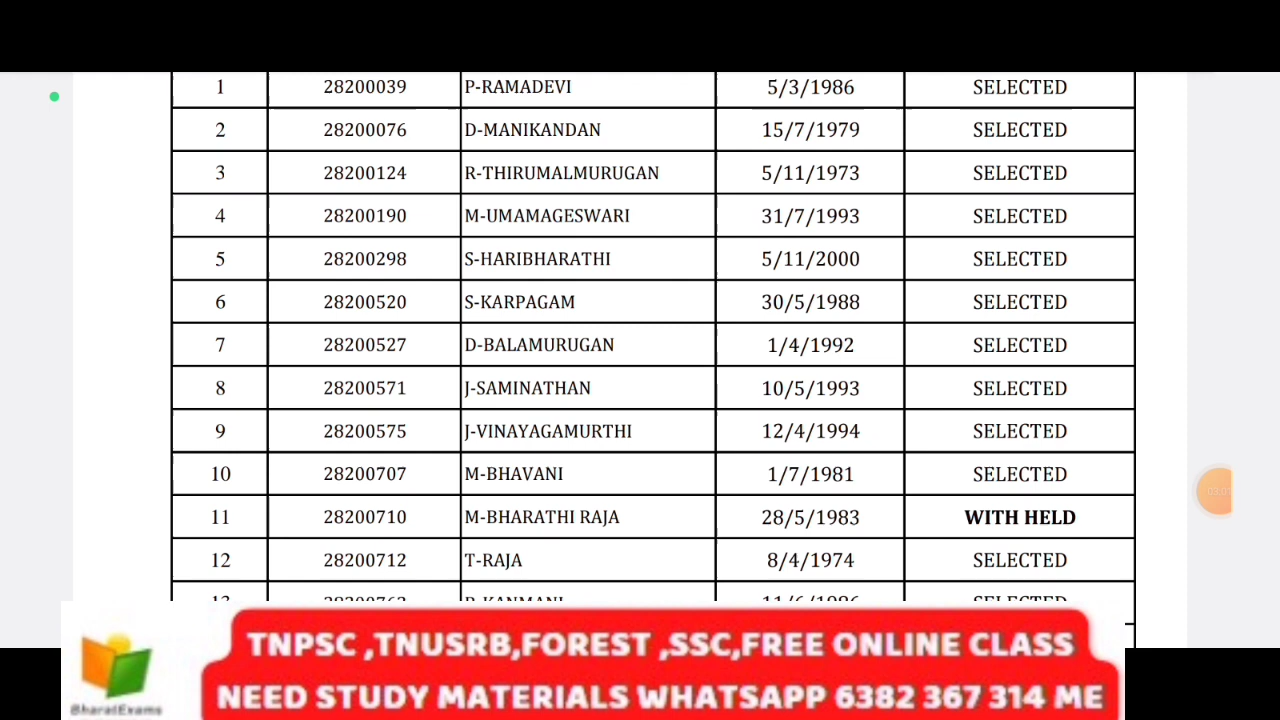 1 28200039 P-RAMADEVI 5/3/1986 SELECTED
2 28200076 D-MANIKANDAN 15/7/1979 SELECTED
3 28200124 R-THIRUMALMURUGAN 5/11/1973 SELECTED
4 28200190 M-UMAMAGESWARI 31/7/1993 SELECTED
5 28200298 S-HARIBHARATHI 5/11/2000 SELECTED
6 28200520 S-KARPAGAM 30/5/1988 SELECTED
7 28200527 D-BALAMURUGAN 1/4/1992 SELECTED
8 28200571 J-SAMINATHAN 10/5/1993 SELECTED
9 28200575 J-VINAYAGAMURTHI 12/4/1994 SELECTED
10 28200707 M-BHAVANI 1/7/1981 SELECTED
11 28200710 M-BHARATHI RAJA 28/5/1983 WITH HELD
12 28200712 T-RAJA 8/4/1974 SELECTED
SELECTED
TNPSC ,TNUSRB,FOREST ,SSC,FREE ONLINE CLASS
NEED STUDY MATERIALS WHATSAPP 6382 367 314 ME
BharatExams